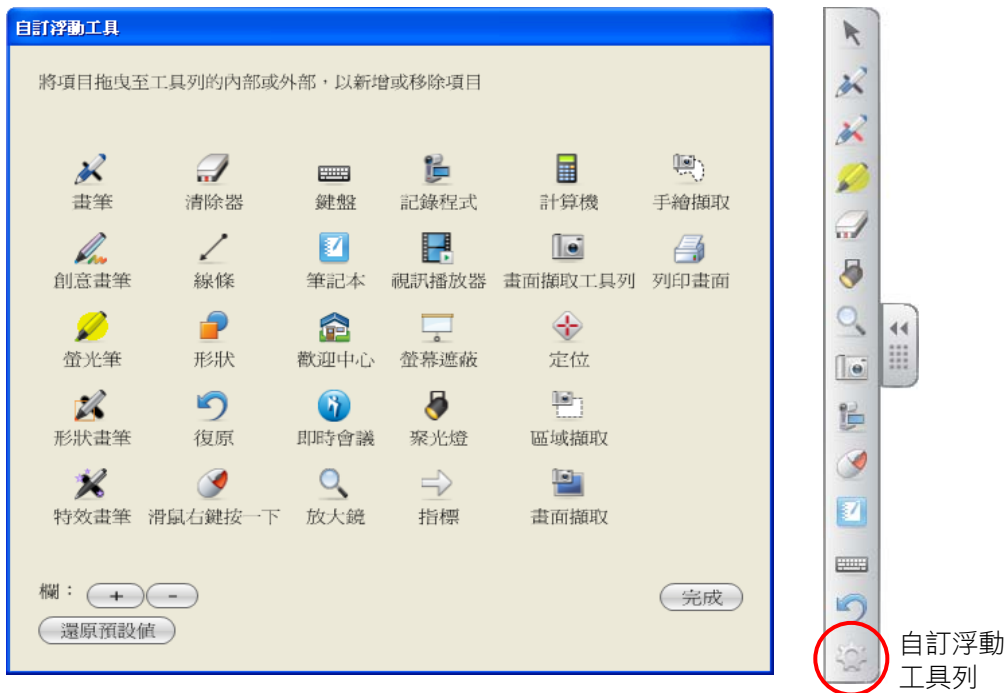 自訂浮動工具
將項目拖曳至工具列的內部或外部，以新增或移除項目
畫筆 清除器 鍵盤 記錄程式 計算機 手繪擷取
創意畫筆 線條 筆記本 視訊播放器 畫面擷取工具列 列印畫面
螢光筆 形狀 歡迎中心 螢幕遮蔽 定位
形狀畫筆 復原 即時會議 聚光燈 區域擷取
特效畫筆 滑鼠右鍵按一下 放大鏡 指標 畫面擷取
欄： + -
完成
還原預設值
自訂浮動
工具列